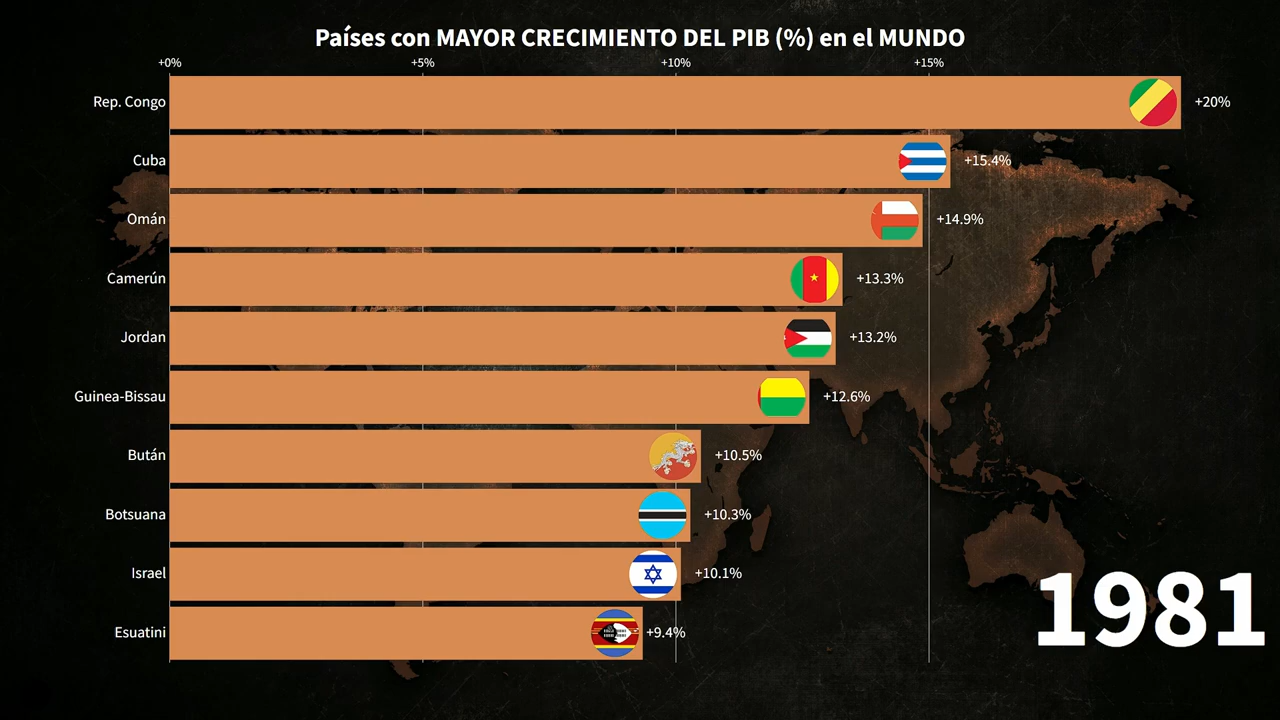 Países con MAYOR CRECIMIENTO DEL PIB (%) en el MUNDO
+0% +5% +10% +15%
Rep. Congo +20%
Cuba +15.4%
Omán +14.9%
Camerún +13.3%
Jordan +13.2%
Guinea-Bissau +12.6%
Bután +10.5%
Botsuana +10.3%
Israel +10.1%
Esuatini +9.4%
1981